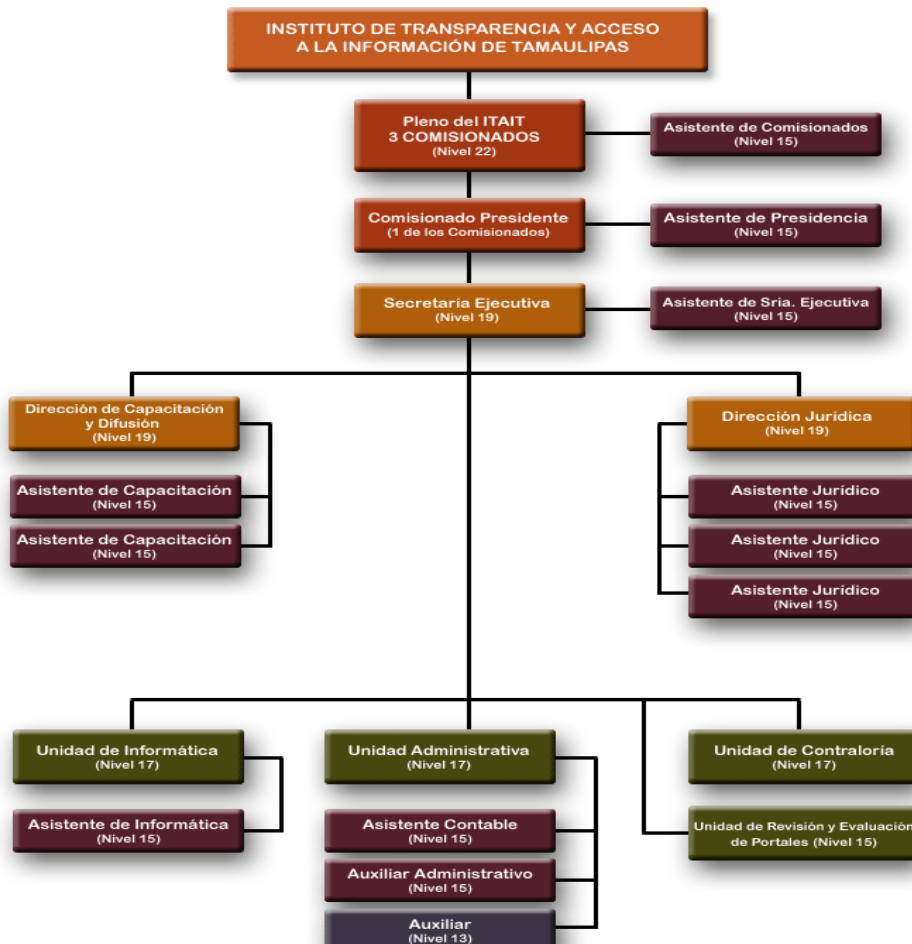 INSTITUTO DE TRANSPARENCIA Y ACCESO
A LA INFORMACIÓN DE TAMAULIPAS
Pleno del ITAIT
3 COMISIONADOS
(Nivel 22)
Asistente de Comisionados
(Nivel 15)
Comisionado Presidente
(1 de los Comisionados)
Asistente de Presidencia
(Nivel 15)
Secretaría Ejecutiva
(Nivel 19)
Asistente de Sria. Ejecutiva
(Nivel 15)
Dirección de Capacitación
y Difusión
(Nivel 19)
Asistente de Capacitación
(Nivel 15)
Asistente de Capacitación
(Nivel 15)
Dirección Jurídica
(Nivel 19)
Asistente Jurídico
(Nivel 15)
Asistente Jurídico
(Nivel 15)
Asistente Jurídico
(Nivel 15)
Unidad de Informática
(Nivel 17)
Asistente de Informática
(Nivel 15)
Unidad Administrativa
(Nivel 17)
Asistente Contable
(Nivel 15)
Auxiliar Administrativo
(Nivel 15)
Auxiliar
(Nivel 13)
Unidad de Contraloría
(Nivel 17)
Unidad de Revisión y Evaluación
de Portales (Nivel 15)